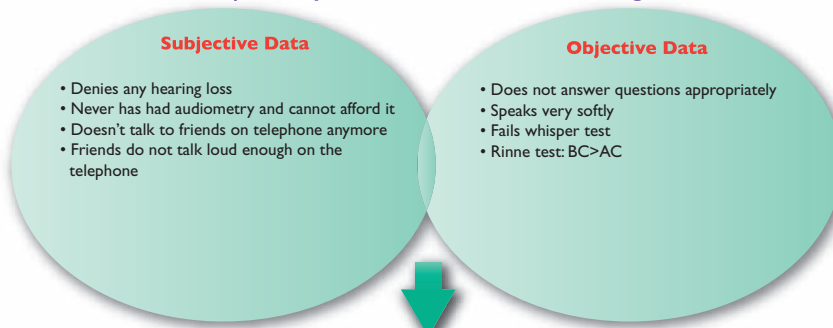 Subjective Data
• Denies any hearing loss
• Never has had audiometry and cannot afford it
• Doesn't talk to friends on telephone anymore
• Friends do not talk loud enough on the
telephone
Objective Data
• Does not answer questions appropriately
• Speaks very softly
• Fails whisper test
• Rinne test: BC>AC